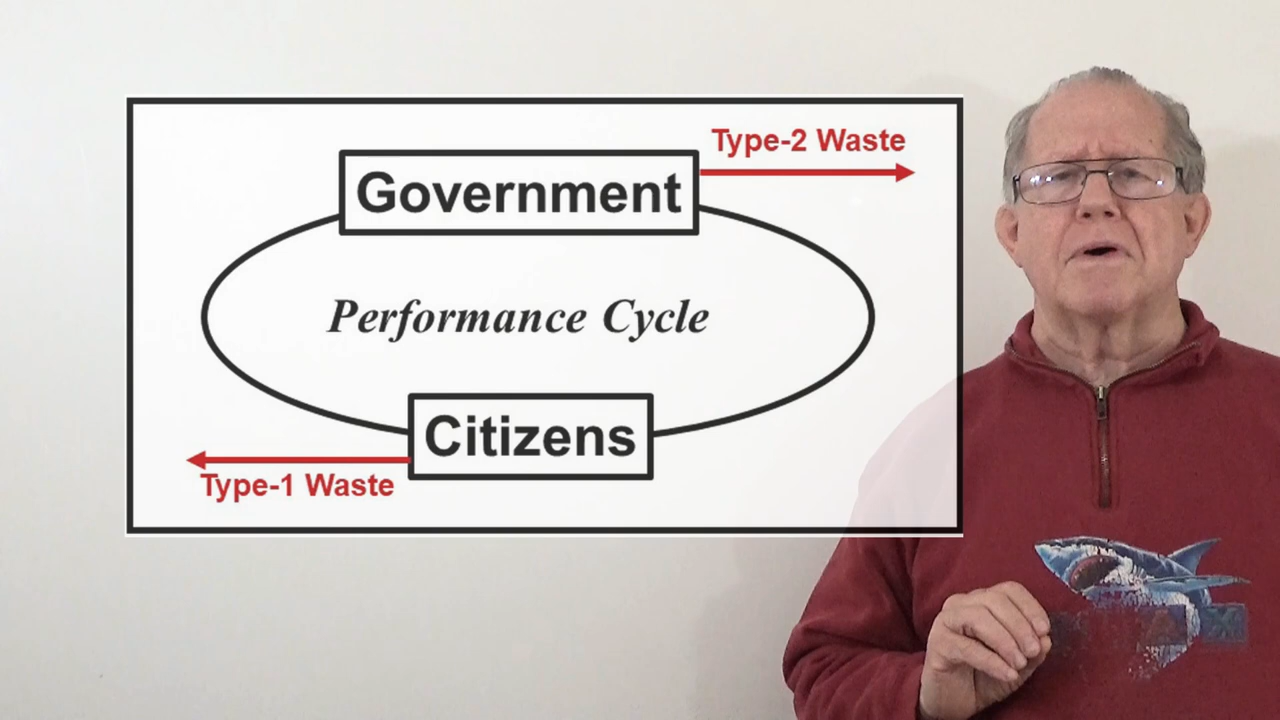 Type-2 Waste
Government
Performance Cycle
Citizens
Type-1 Waste